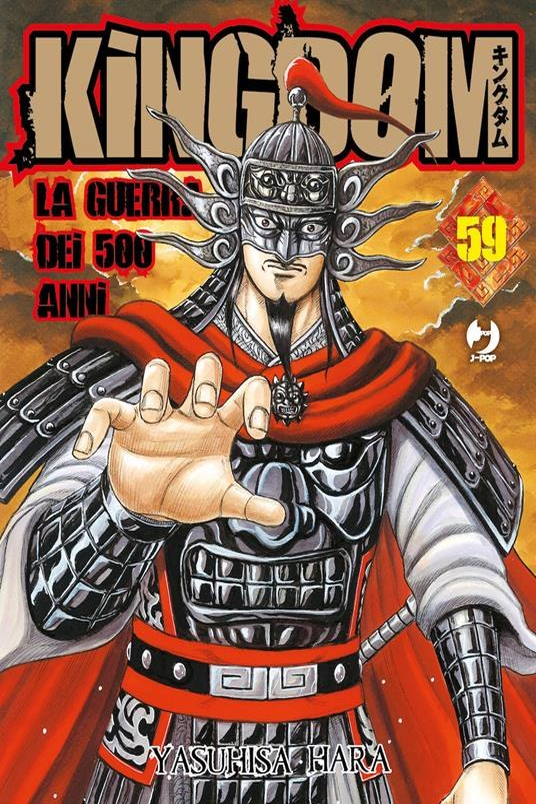 KINGDOM
キングダム
LA GUERRA
DEI 500
ANNI
59
J-POP
YASUHISA HARA